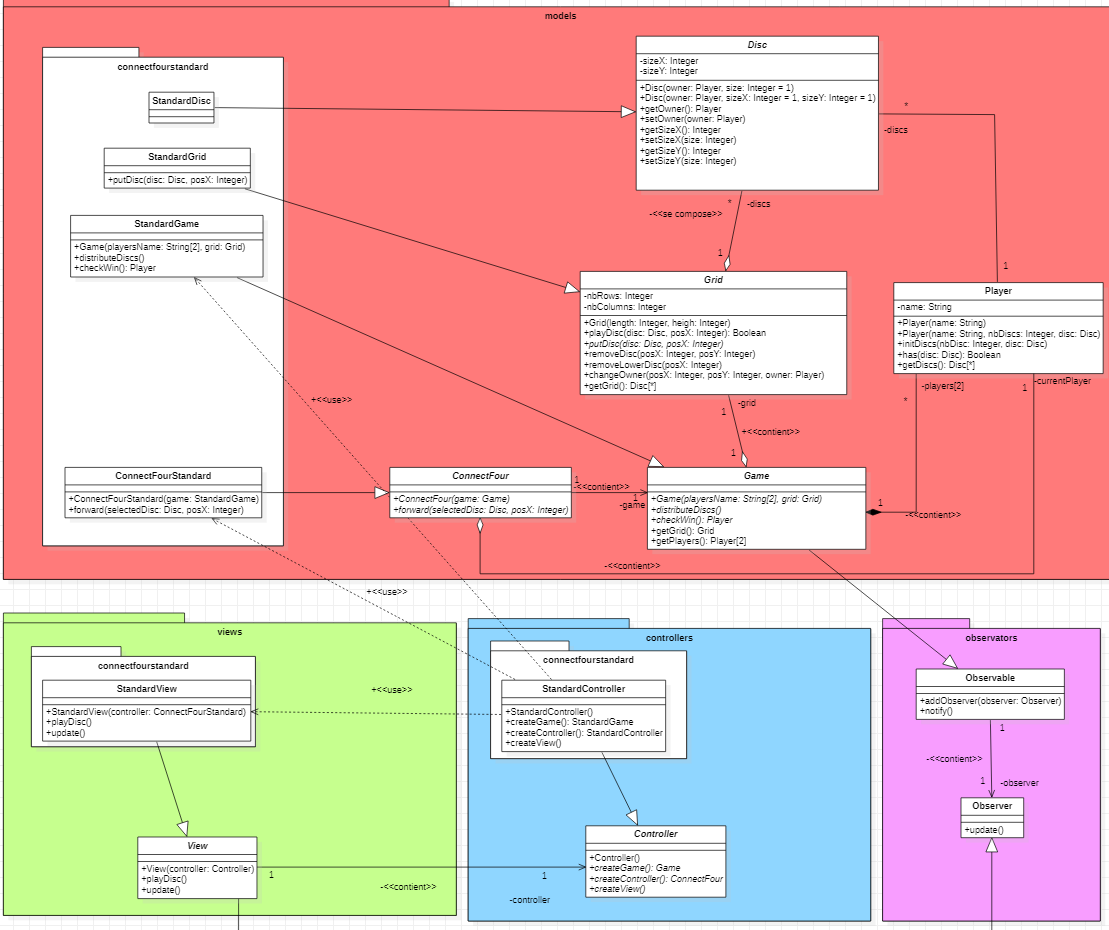 models
connectfourstandard
StandardDisc
StandardGrid
+putDisc(disc: Disc, posX: Integer)
StandardGame
+Game(playersName: String[2], grid: Grid)
+distributeDiscs()
+checkWin(): Player
ConnectFourStandard
+ConnectFourStandard(game: StandardGame)
+forward(selectedDisc: Disc, posX: Integer)
Disc
-sizeX: Integer
-sizeY: Integer
+Disc(owner: Player, size: Integer = 1)
+Disc(owner: Player, sizeX: Integer = 1, sizeY: Integer = 1)
+getOwner(): Player
+setOwner(owner: Player)
+getSizeX(): Integer
+setSizeX(size: Integer)
+getSizeY(): Integer
+setSizeY(size: Integer)
*
-discs
1
*
-discs
-<<se compose>>
1
Grid
-nbRows: Integer
-nbColumns: Integer
+Grid(length: Integer, heigh: Integer)
+playDisc(disc: Disc, posX: Integer): Boolean
+putDisc(disc: Disc, posX: Integer)
+removeDisc(posX: Integer, posY: Integer)
+removeLowerDisc(posX: Integer)
+changeOwner(posX: Integer, posY: Integer, owner: Player)
+getGrid(): Disc[*]
Player
-name: String
+Player(name: String)
+Player(name: String, nbDiscs: Integer, disc: Disc)
+initDiscs(nbDisc: Integer, disc: Disc)
+has(disc: Disc): Boolean
+getDiscs(): Disc[*]
-players[2]
*
1
-currentPlayer
-grid
1
+<<contient>>
1
+<<use>>
ConnectFour
+ConnectFour(game: Game)
+forward(selectedDisc: Disc, posX: Integer)
1
-<<contient>>
1
-game
Game
+Game(playersName: String[2], grid: Grid)
+distributeDiscs()
+checkWin(): Player
+getGrid(): Grid
+getPlayers(): Player[2]
1
-<<contient>>
-<<contient>>
+<<use>>
views
connectfourstandard
StandardView
+StandardView(controller: ConnectFourStandard)
+playDisc()
+update()
+<<use>>
View
+View(controller: Controller)
+playDisc()
+update()
1
-<<contient>>
1
-controller
controllers
connectfourstandard
StandardController
+StandardController()
+createGame(): StandardGame
+createController(): StandardController
+createView()
Controller
+Controller()
+createGame(): Game
+createController(): ConnectFour
+createView()
observators
Observable
+addObserver(observer: Observer)
+notify()
1
-<<contient>>
1
-observer
Observer
+update()